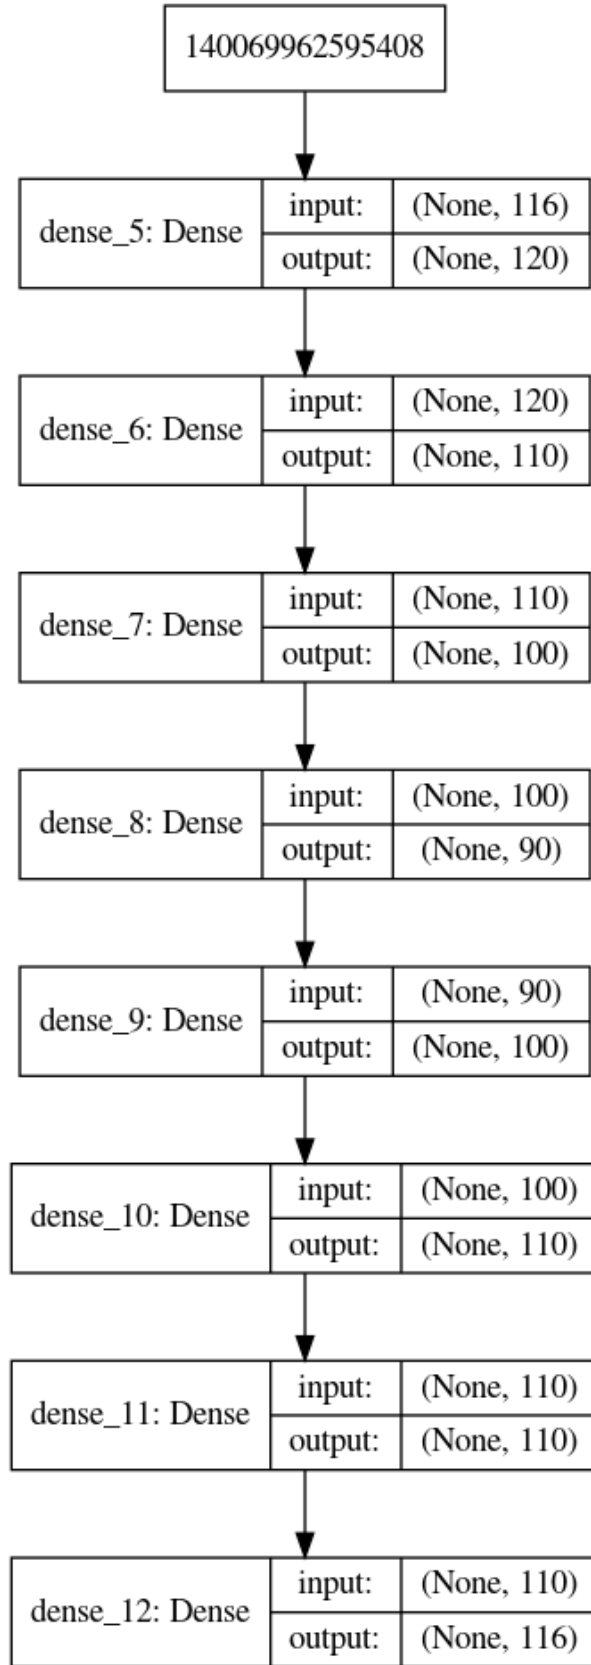 140069962595408
dense_5: Dense
input: (None, 116)
output: (None, 120)
dense_6: Dense
input: (None, 120)
output: (None, 110)
dense_7: Dense
input: (None, 110)
output: (None, 100)
dense_8: Dense
input: (None, 100)
output: (None, 90)
dense_9: Dense
input: (None, 90)
output: (None, 100)
dense_10: Dense
input: (None, 100)
output: (None, 110)
dense_11: Dense
input: (None, 110)
output: (None, 110)
dense_12: Dense
input: (None, 110)
output: (None, 116)